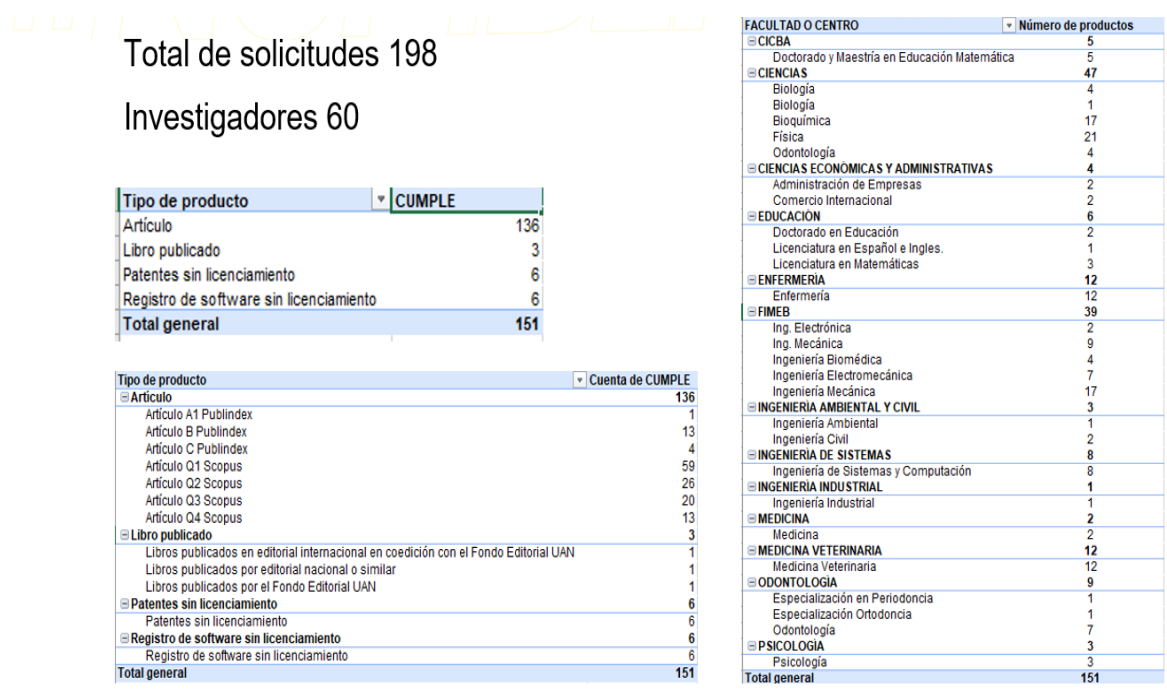 Total de solicitudes 198
Investigadores 60
Tipo de producto CUMPLE
Artículo 136
Libro publicado 3
Patentes sin licenciamiento 6
Registro de software sin licenciamiento 6
Total general 151
Tipo de producto Cuenta de CUMPLE
Artículo 136
Artículo A1 Publindex 1
Artículo B Publindex 13
Artículo C Publindex 4
Artículo Q1 Scopus 59
Artículo Q2 Scopus 26
Artículo Q3 Scopus 20
Artículo Q4 Scopus 13
Libro publicado 3
Libros publicados en editorial internacional en coedición con el Fondo Editorial UAN 1
Libros publicados por editorial nacional o similar 1
Libros publicados por el Fondo Editorial UAN 1
Patentes sin licenciamiento 6
Patentes sin licenciamiento 6
Registro de software sin licenciamiento 6
Registro de software sin licenciamiento 6
Total general 151
FACULTAD O CENTRO Número de productos
CICBA 5
Doctorado y Maestría en Educación Matemática 5
CIENCIAS 47
Biología 4
Biología 1
Bioquímica 17
Física 21
Odontología 4
CIENCIAS ECONÓMICAS Y ADMINISTRATIVAS 4
Administración de Empresas 2
Comercio Internacional 2
EDUCACIÓN 6
Doctorado en Educación 2
Licenciatura en Español e Ingles. 1
Licenciatura en Matemáticas 3
ENFERMERÌA 12
Enfermería 12
FIMEB 39
Ing. Electrónica 2
Ing. Mecánica 9
Ingeniería Biomédica 4
Ingeniería Electromecánica 7
Ingeniería Mecánica 17
INGENIERÌA AMBIENTAL Y CIVIL 3
Ingeniería Ambiental 1
Ingeniería Civil 2
INGENIERÌA DE SISTEMAS 8
Ingeniería de Sistemas y Computación 8
INGENIERÌA INDUSTRIAL 1
Ingeniería Industrial 1
MEDICINA 2
Medicina 2
MEDICINA VETERINARIA 12
Medicina Veterinaria 12
ODONTOLOGÌA 9
Especialización en Periodoncia 1
Especialización Ortodoncia 1
Odontología 7
PSICOLOGÌA 3
Psicología 3
Total general 151